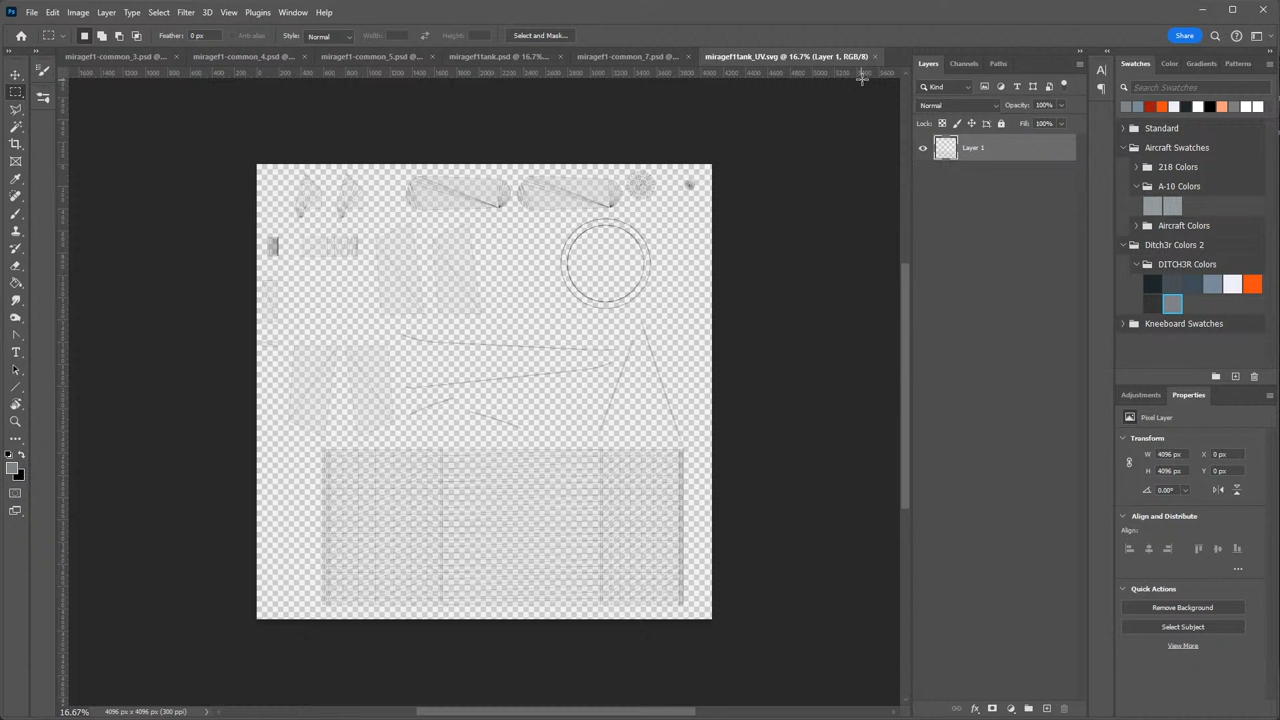 Ps File Edit Image Layer Type Select Filter 3D View Plugins Window Help
Feather: 0 px Anti-alias Style: Normal Width: Height: Select and Mask... Share
miragef1-common_3.psd @ 16.7%... × miragef1-common_4.psd @... × miragef1-common_5.psd @... × miragef1tank.psd @ 16.7%... × miragef1-common_7.psd @... × miragef1tank_UV.svg @ 16.7% (Layer 1, RGB/8) ×
Layers Channels Paths
Kind
Normal Opacity: 100%
Lock: Fill: 100%
Layer 1
Swatches Color Gradients Patterns
Search Swatches
Standard
Aircraft Swatches
218 Colors
A-10 Colors
Aircraft Colors
Ditch3r Colors 2
DITCH3R Colors
Kneeboard Swatches
Adjustments Properties
Pixel Layer
Transform
W 4096 px X 0 px
H 4096 px Y 0 px
0.00°
Align and Distribute
Align:
...
Quick Actions
Remove Background
Select Subject
View More
16.67% 4096 px x 4096 px (300 ppi)